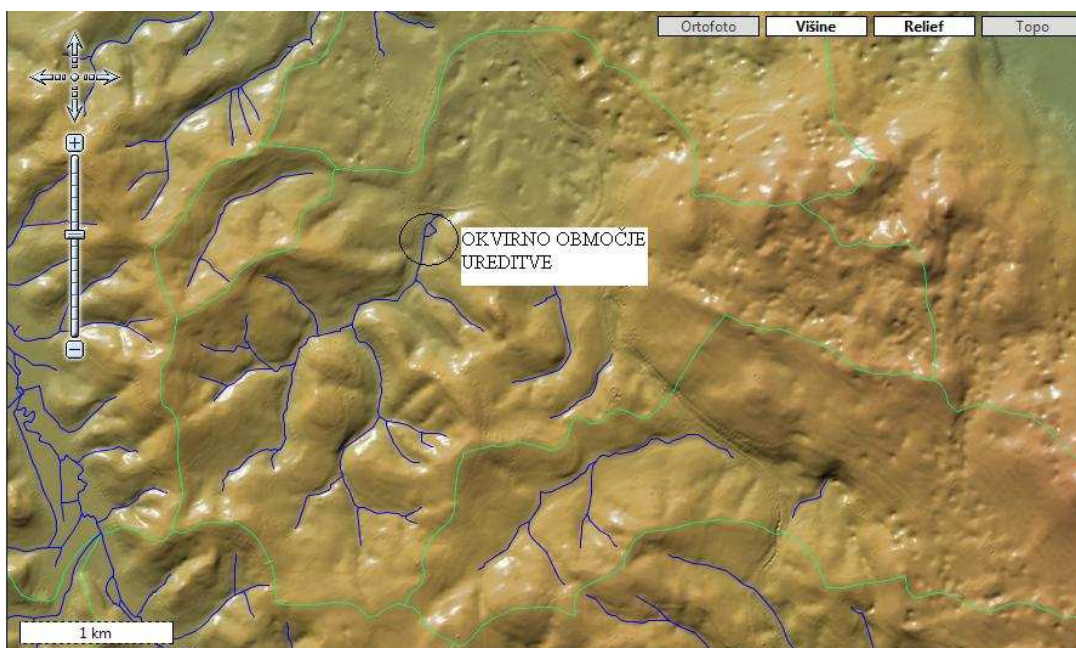 Ortofoto
Višine
Relief
Topo
+
OKVIRNO OBMOČJE
UREDITVE
−
1 km